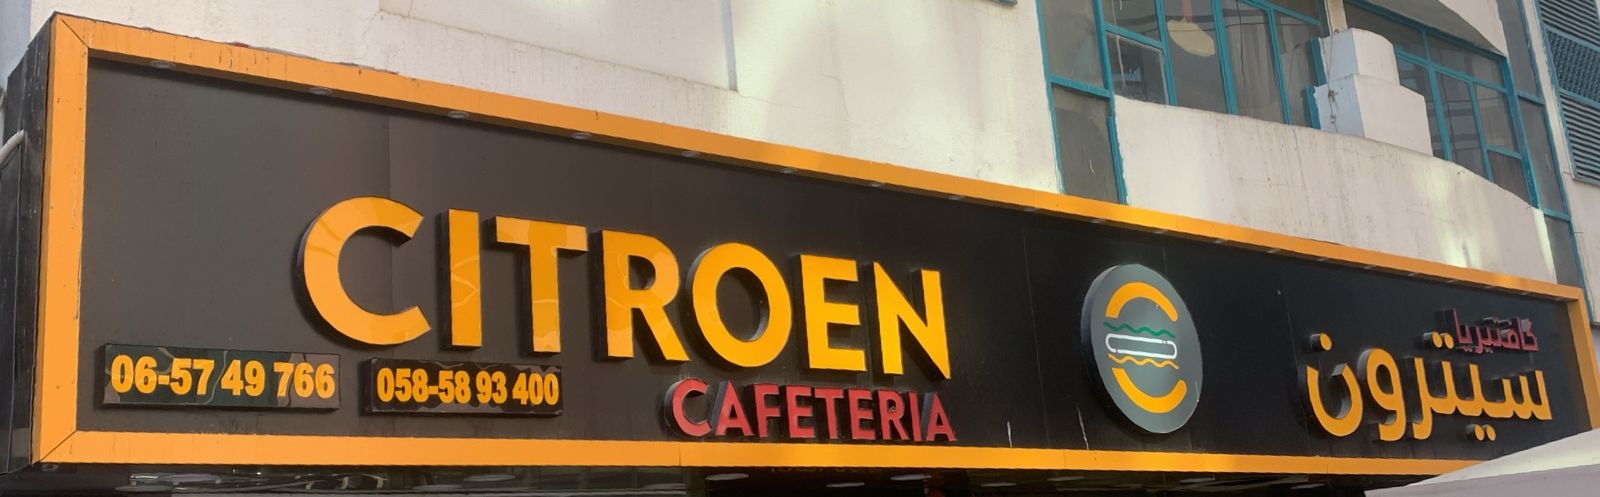 CITROEN
CAFETERIA
06-57 49 766
058-58 93 400
كافتيريا
سيترون